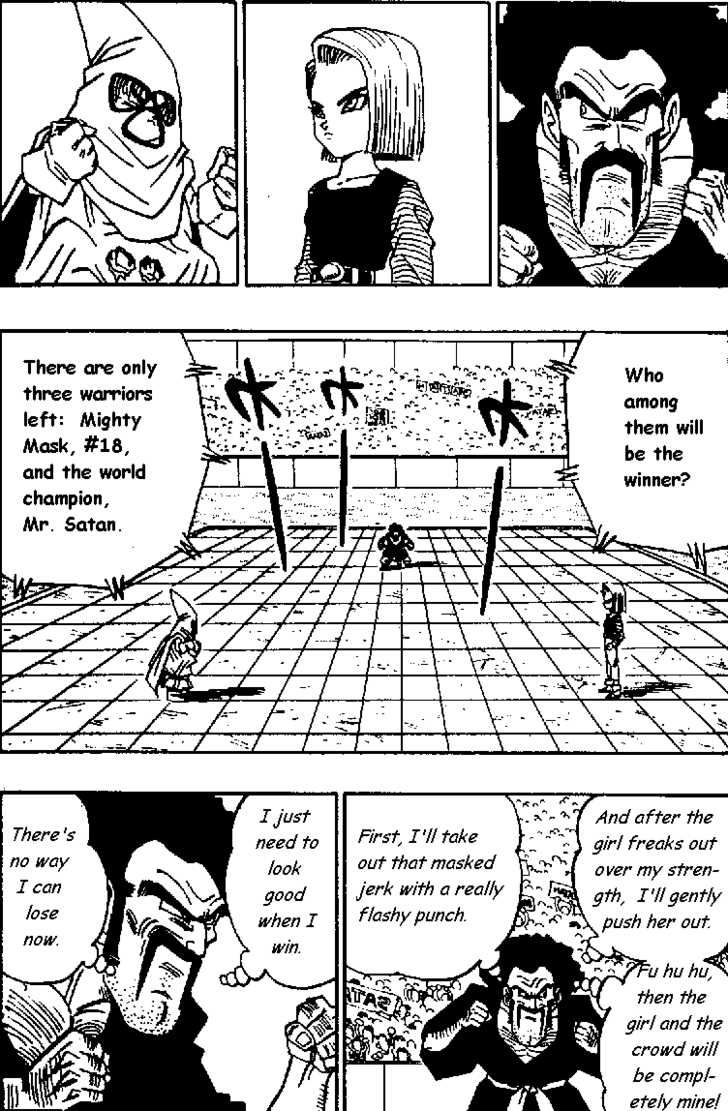 There are only
three warriors
left: Mighty
Mask, #18,
and the world
champion,
Mr. Satan.
Who
among
them will
be the
winner?
There's
no way
I can
lose
now.
I just
need to
look
good
when I
win.
First, I'll take
out that masked
jerk with a really
flashy punch.
And after the
girl freaks out
over my stren-
gth, I'll gently
push her out.
Fu hu hu,
then the
girl and the
crowd will
be compl-
etely mine!